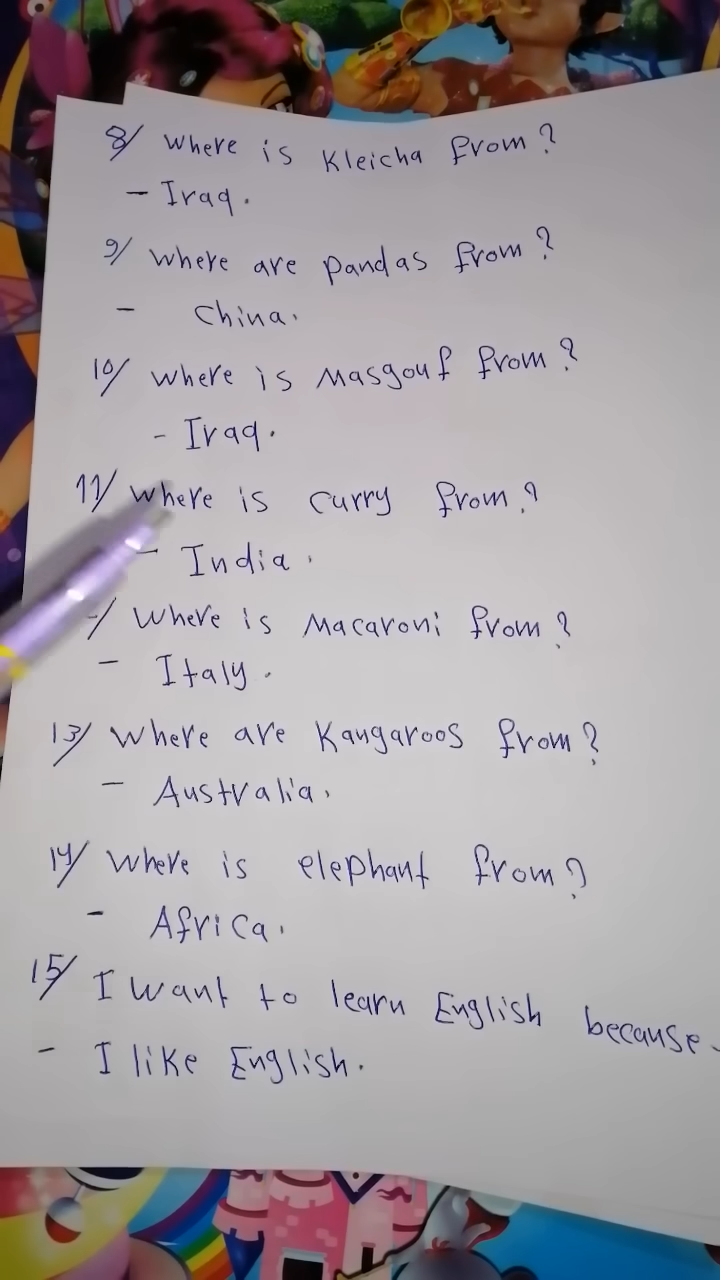 8/ Where is Kleicha from?
- Iraq.
9/ Where are pandas from?
- China.
10/ Where is Masgouf from?
- Iraq.
11/ Where is curry from?
- India.
/ Where is Macaroni from?
- Italy.
13/ Where are Kangaroos from?
- Australia.
14/ Where is elephant from?
- Africa.
15/ I want to learn English because
- I like English.